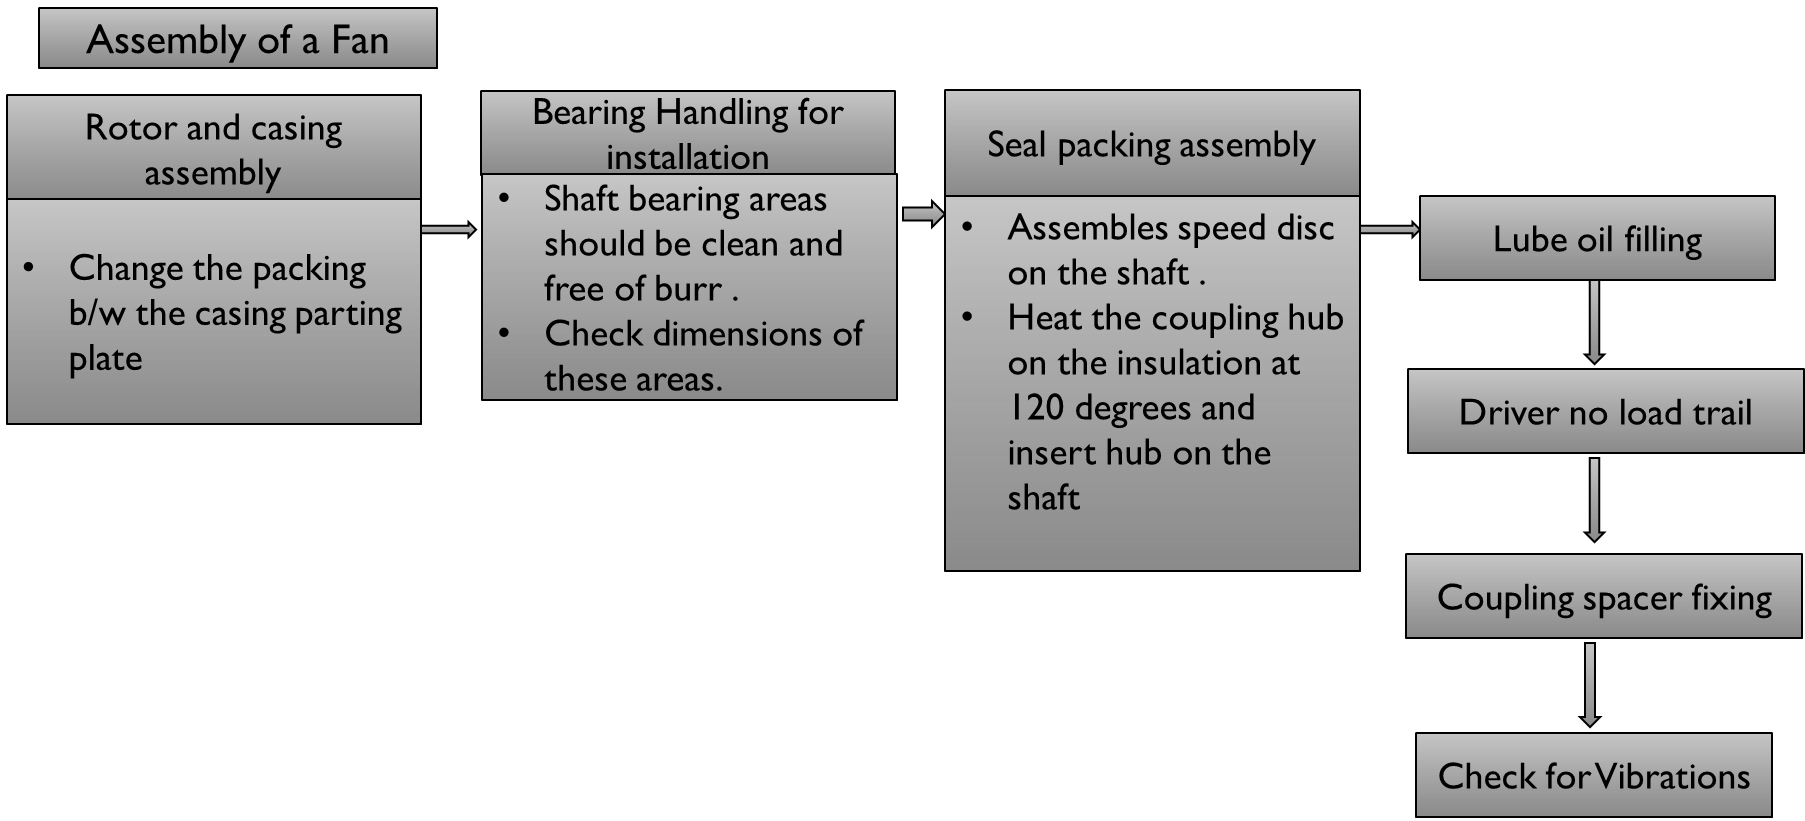 Assembly of a Fan
Rotor and casing
assembly
• Change the packing
b/w the casing parting
plate
Bearing Handling for
installation
• Shaft bearing areas
should be clean and
free of burr .
• Check dimensions of
these areas.
Seal packing assembly
• Assembles speed disc
on the shaft .
• Heat the coupling hub
on the insulation at
120 degrees and
insert hub on the
shaft
Lube oil filling
Driver no load trail
Coupling spacer fixing
Check for Vibrations